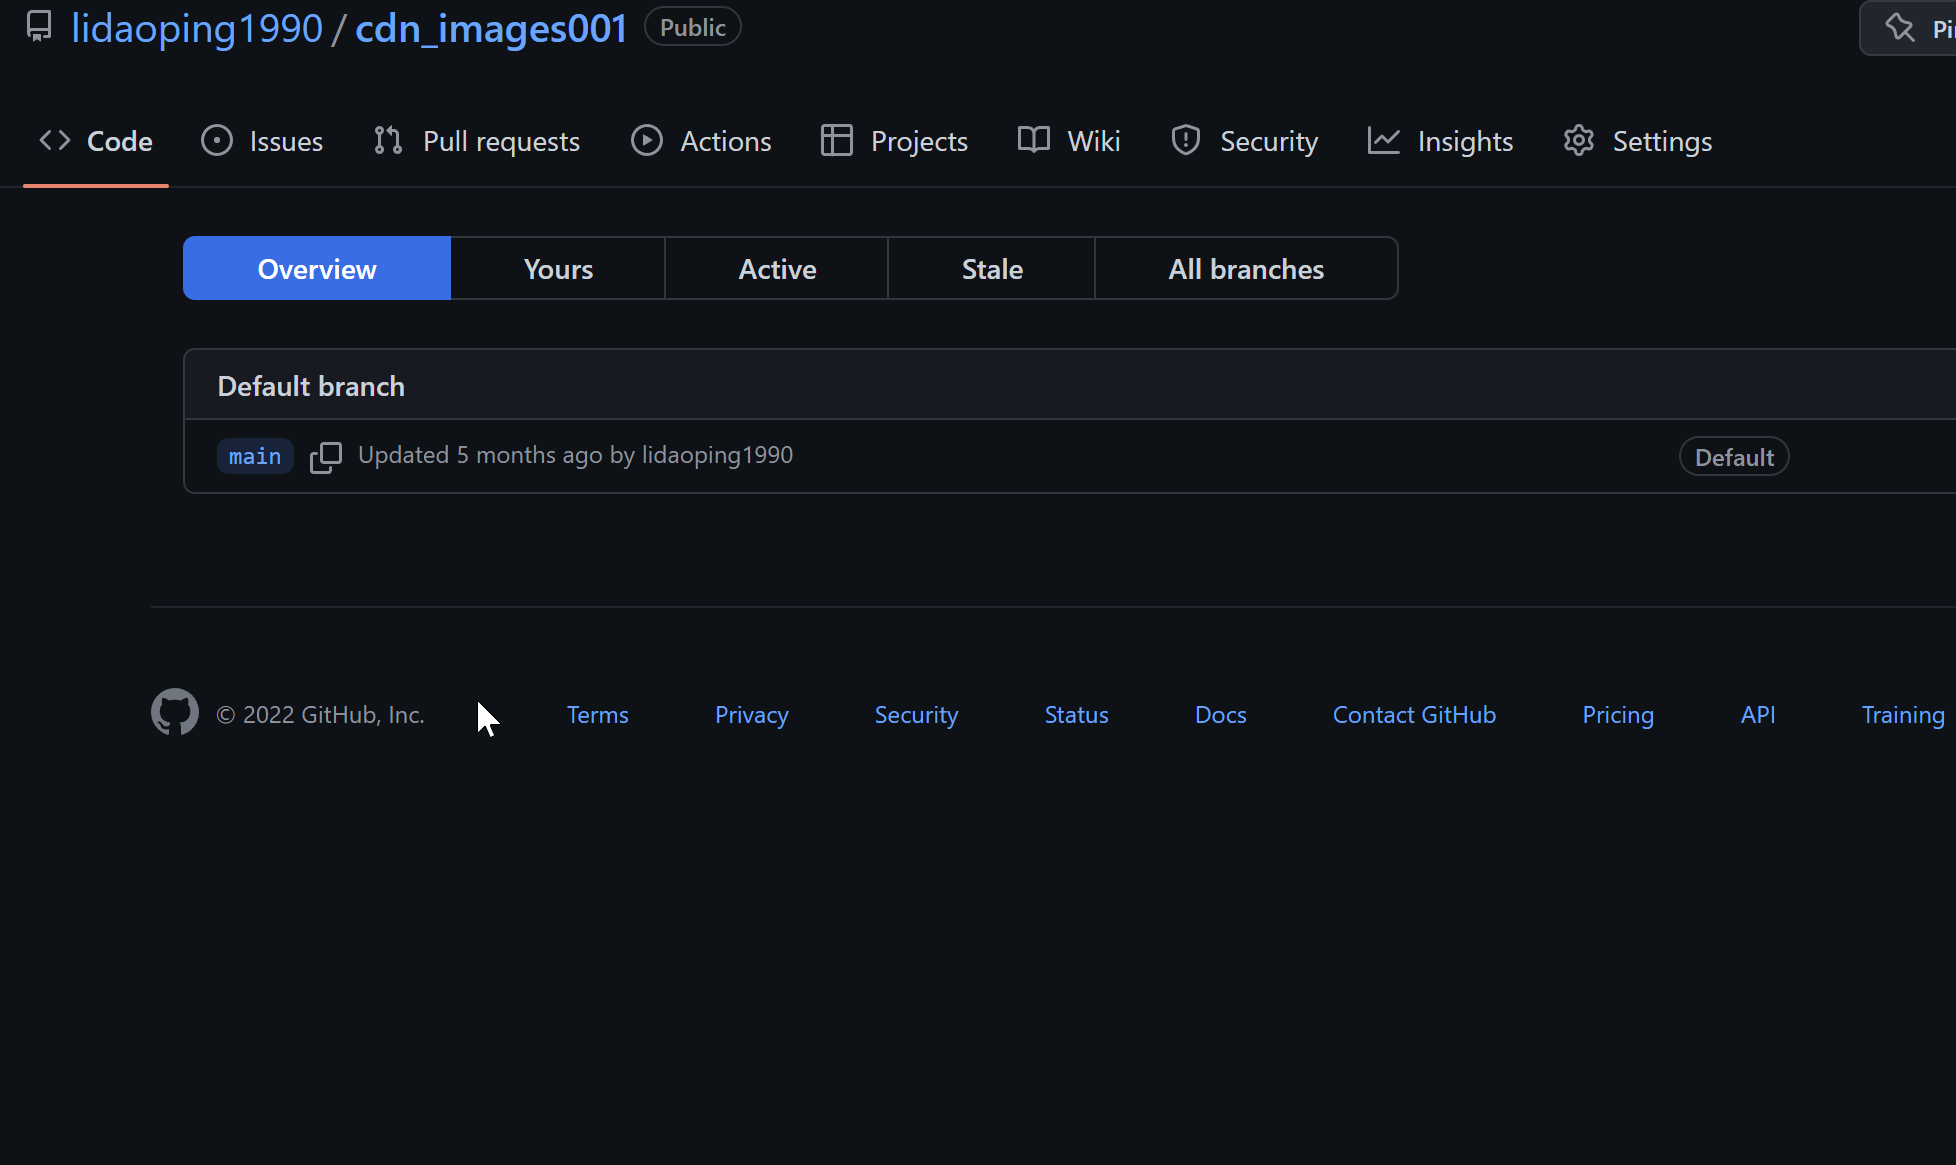 lidaoping1990 / cdn_images001 Public
Code Issues Pull requests Actions Projects Wiki Security Insights Settings
Overview Yours Active Stale All branches
Default branch
main Updated 5 months ago by lidaoping1990 Default
© 2022 GitHub, Inc. Terms Privacy Security Status Docs Contact GitHub Pricing API Training